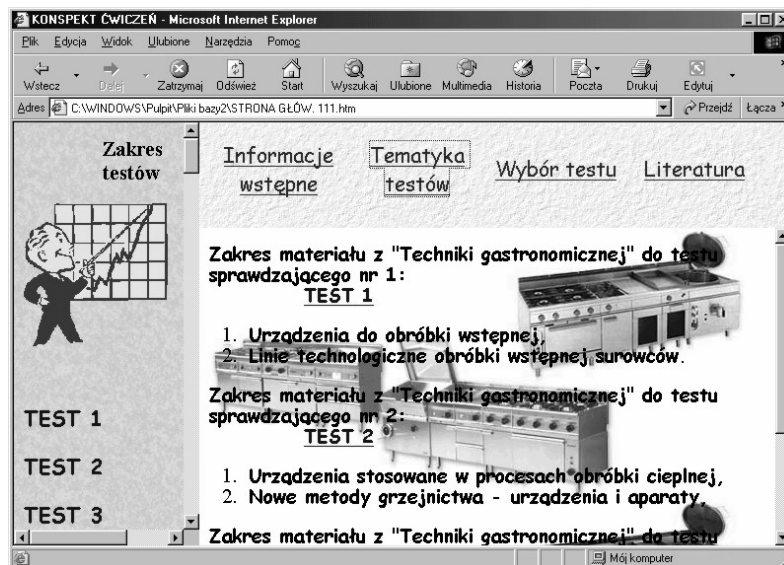 KONSPEKT ĆWICZEŃ - Microsoft Internet Explorer
Plik Edycja Widok Ulubione Narzędzia Pomoc
Wstecz Dalej Zatrzymaj Odśwież Start Wyszukaj Ulubione Multimedia Historia Poczta Drukuj Edytuj
Adres C:\WINDOWS\Pulpit\Pliki bazy2\STRONA GŁÓW. 111.htm Przejdź Łącza
Zakres
testów
TEST 1
TEST 2
TEST 3
Informacje
wstępne
Tematyka
testów
Wybór testu
Literatura
Zakres materiału z "Techniki gastronomicznej" do testu
sprawdzającego nr 1:
TEST 1
1. Urządzenia do obróbki wstępnej,
2. Linie technologiczne obróbki wstępnej surowców.
Zakres materiału z "Techniki gastronomicznej" do testu
sprawdzającego nr 2:
TEST 2
1. Urządzenia stosowane w procesach obróbki cieplnej,
2. Nowe metody grzejnictwa - urządzenia i aparaty,
Zakres materiału z "Techniki gastronomicznej" do testu
Mój komputer